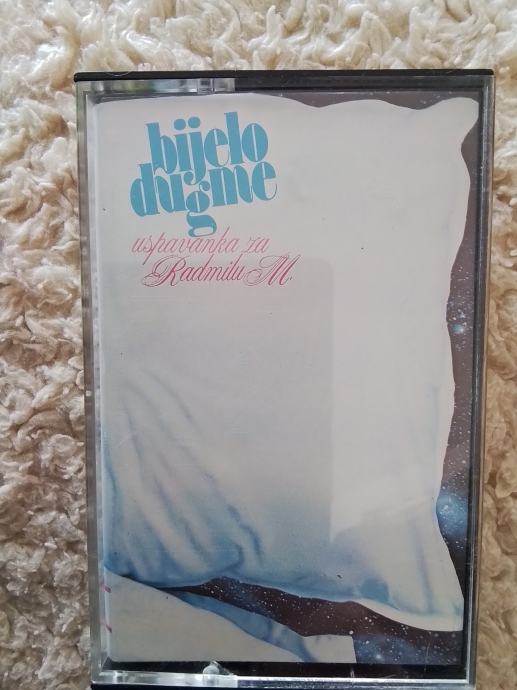 bijelo
dugme
uspavanka za
Radmilu M.